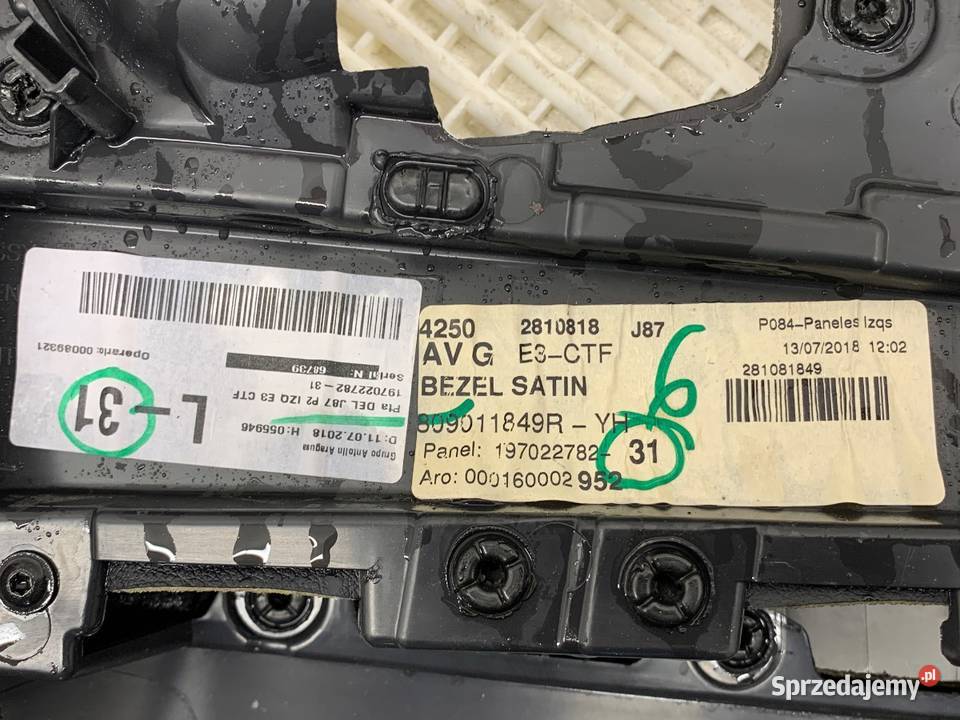 Grupo Antolin Aragusa
D: 11.07.2018 H: 055946
Pta DEL J87 P2 IZQ E3 CTF
197022782-31
Serial N: 68739
Operario: 00089321
L-31
4250 2810818 J87 P084-Paneles Izqs
AV G E3-CTF 13/07/2018 12:02
BEZEL SATIN 281081849
809011849R - YH
Panel: 197022782- 31
Aro: 000160002 952
6
Sprzedajemy.pl